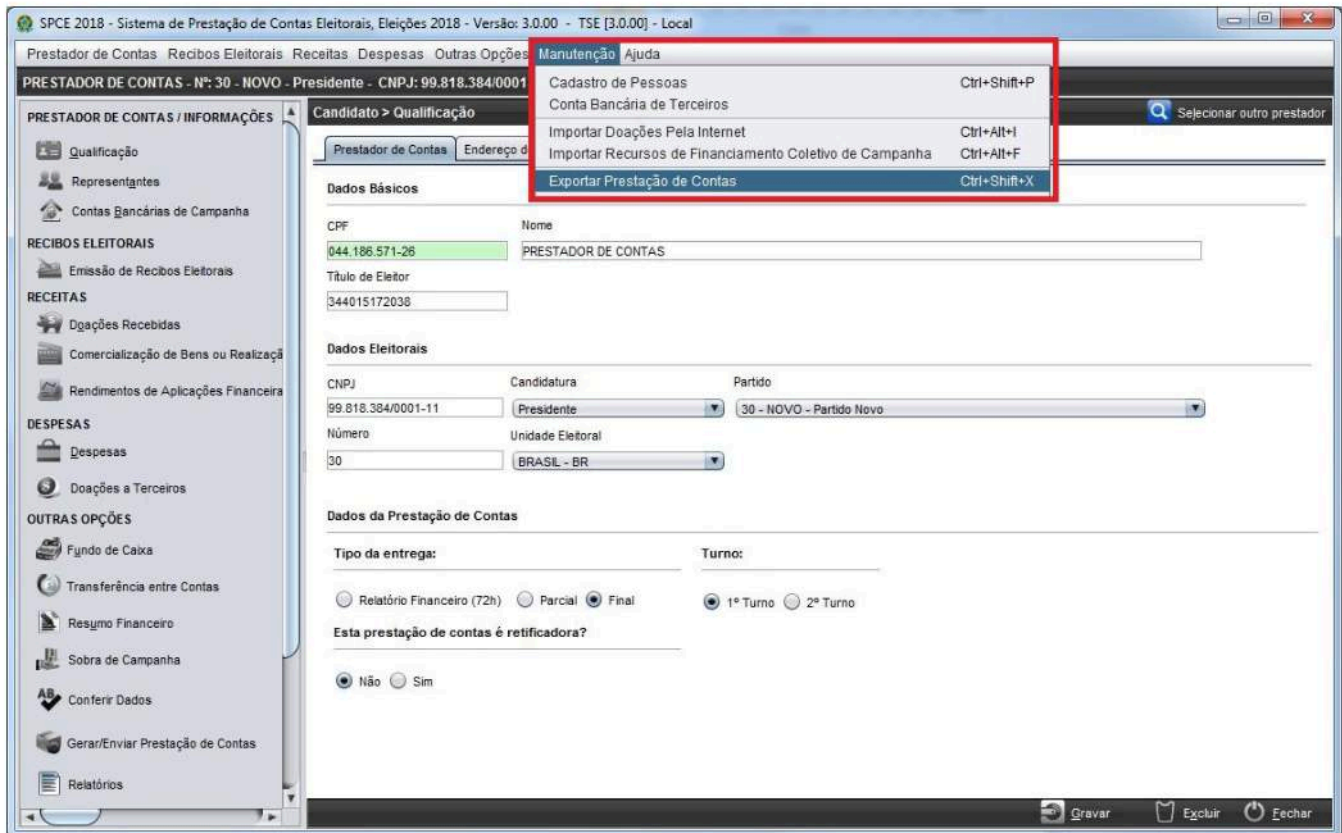 SPCE 2018 - Sistema de Prestação de Contas Eleitorais, Eleições 2018 - Versão: 3.0.00 - TSE [3.0.00] - Local
Prestador de Contas Recibos Eleitorais Receitas Despesas Outras Opções Manutenção Ajuda
PRESTADOR DE CONTAS - Nº: 30 - NOVO - Presidente - CNPJ: 99.818.384/0001
Cadastro de Pessoas Ctrl+Shift+P
Conta Bancária de Terceiros
Importar Doações Pela Internet Ctrl+Alt+I
Importar Recursos de Financiamento Coletivo de Campanha Ctrl+Alt+F
Exportar Prestação de Contas Ctrl+Shift+X
PRESTADOR DE CONTAS / INFORMAÇÕES
Qualificação
Representantes
Contas Bancárias de Campanha
RECIBOS ELEITORAIS
Emissão de Recibos Eleitorais
RECEITAS
Doações Recebidas
Comercialização de Bens ou Realizaçã
Rendimentos de Aplicações Financeira
DESPESAS
Despesas
Doações a Terceiros
OUTRAS OPÇÕES
Fundo de Caixa
Transferência entre Contas
Resumo Financeiro
Sobra de Campanha
Conferir Dados
Gerar/Enviar Prestação de Contas
Relatórios
Candidato > Qualificação
Selecionar outro prestador
Prestador de Contas Endereço d
Dados Básicos
CPF Nome
044.186.571-26 PRESTADOR DE CONTAS
Título de Eleitor
344015172038
Dados Eleitorais
CNPJ Candidatura Partido
99.818.384/0001-11 Presidente 30 - NOVO - Partido Novo
Número Unidade Eleitoral
30 BRASIL - BR
Dados da Prestação de Contas
Tipo da entrega: Turno:
Relatório Financeiro (72h) Parcial Final 1º Turno 2º Turno
Esta prestação de contas é retificadora?
Não Sim
Gravar Excluir Fechar